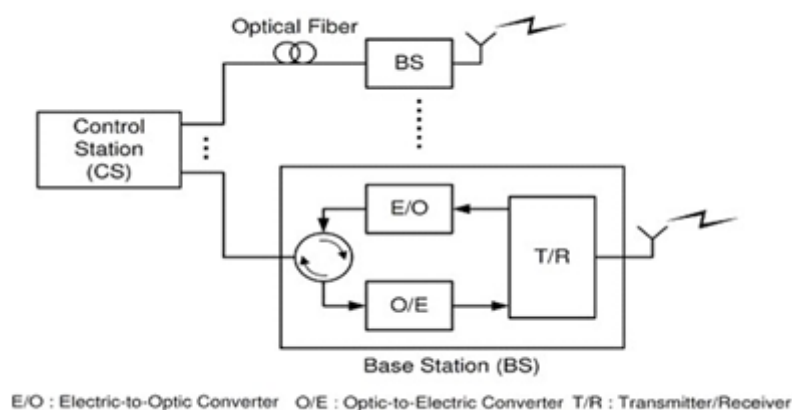 Optical Fiber
BS
Control
Station
(CS)
E/O
T/R
O/E
Base Station (BS)
E/O : Electric-to-Optic Converter O/E : Optic-to-Electric Converter T/R : Transmitter/Receiver